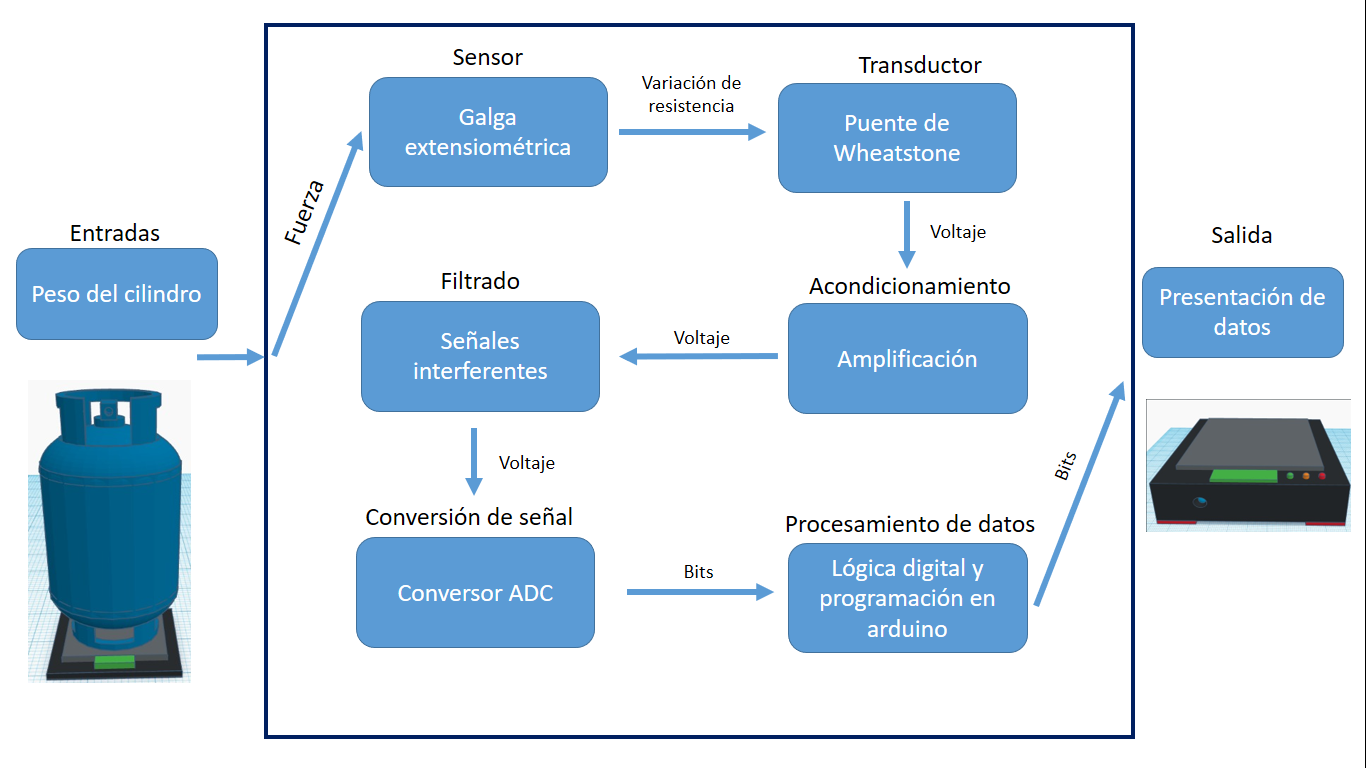 Entradas
Peso del cilindro
Fuerza
Sensor
Galga
extensiométrica
Variación de
resistencia
Transductor
Puente de
Wheatstone
Voltaje
Acondicionamiento
Amplificación
Voltaje
Filtrado
Señales
interferentes
Voltaje
Conversión de señal
Conversor ADC
Bits
Procesamiento de datos
Lógica digital y
programación en
arduino
Bits
Salida
Presentación de
datos